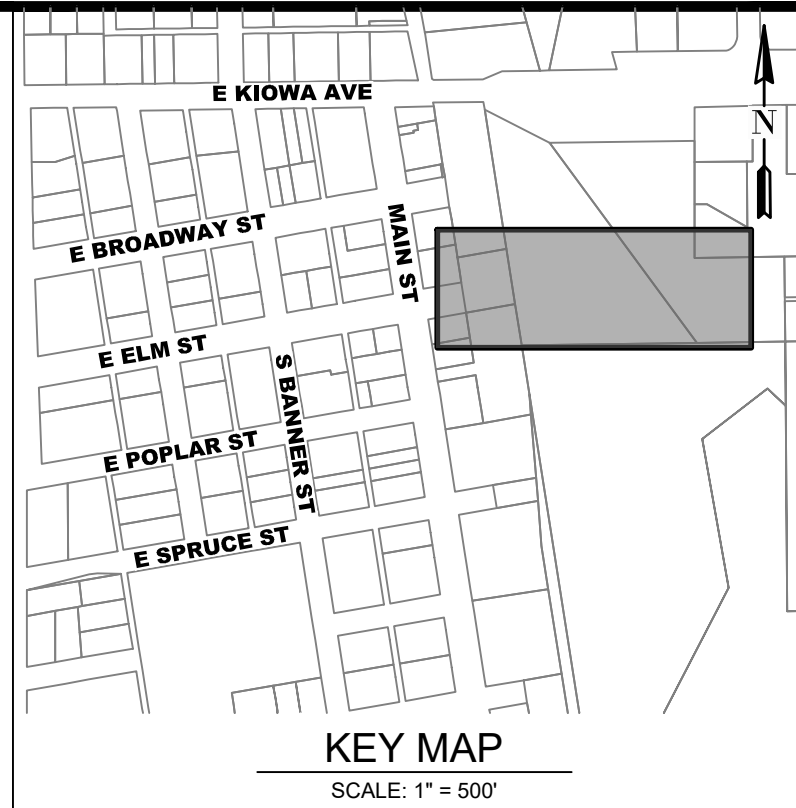 E KIOWA AVE
N
MAIN ST
E BROADWAY ST
E ELM ST
S BANNER ST
E POPLAR ST
E SPRUCE ST
KEY MAP
SCALE: 1" = 500'